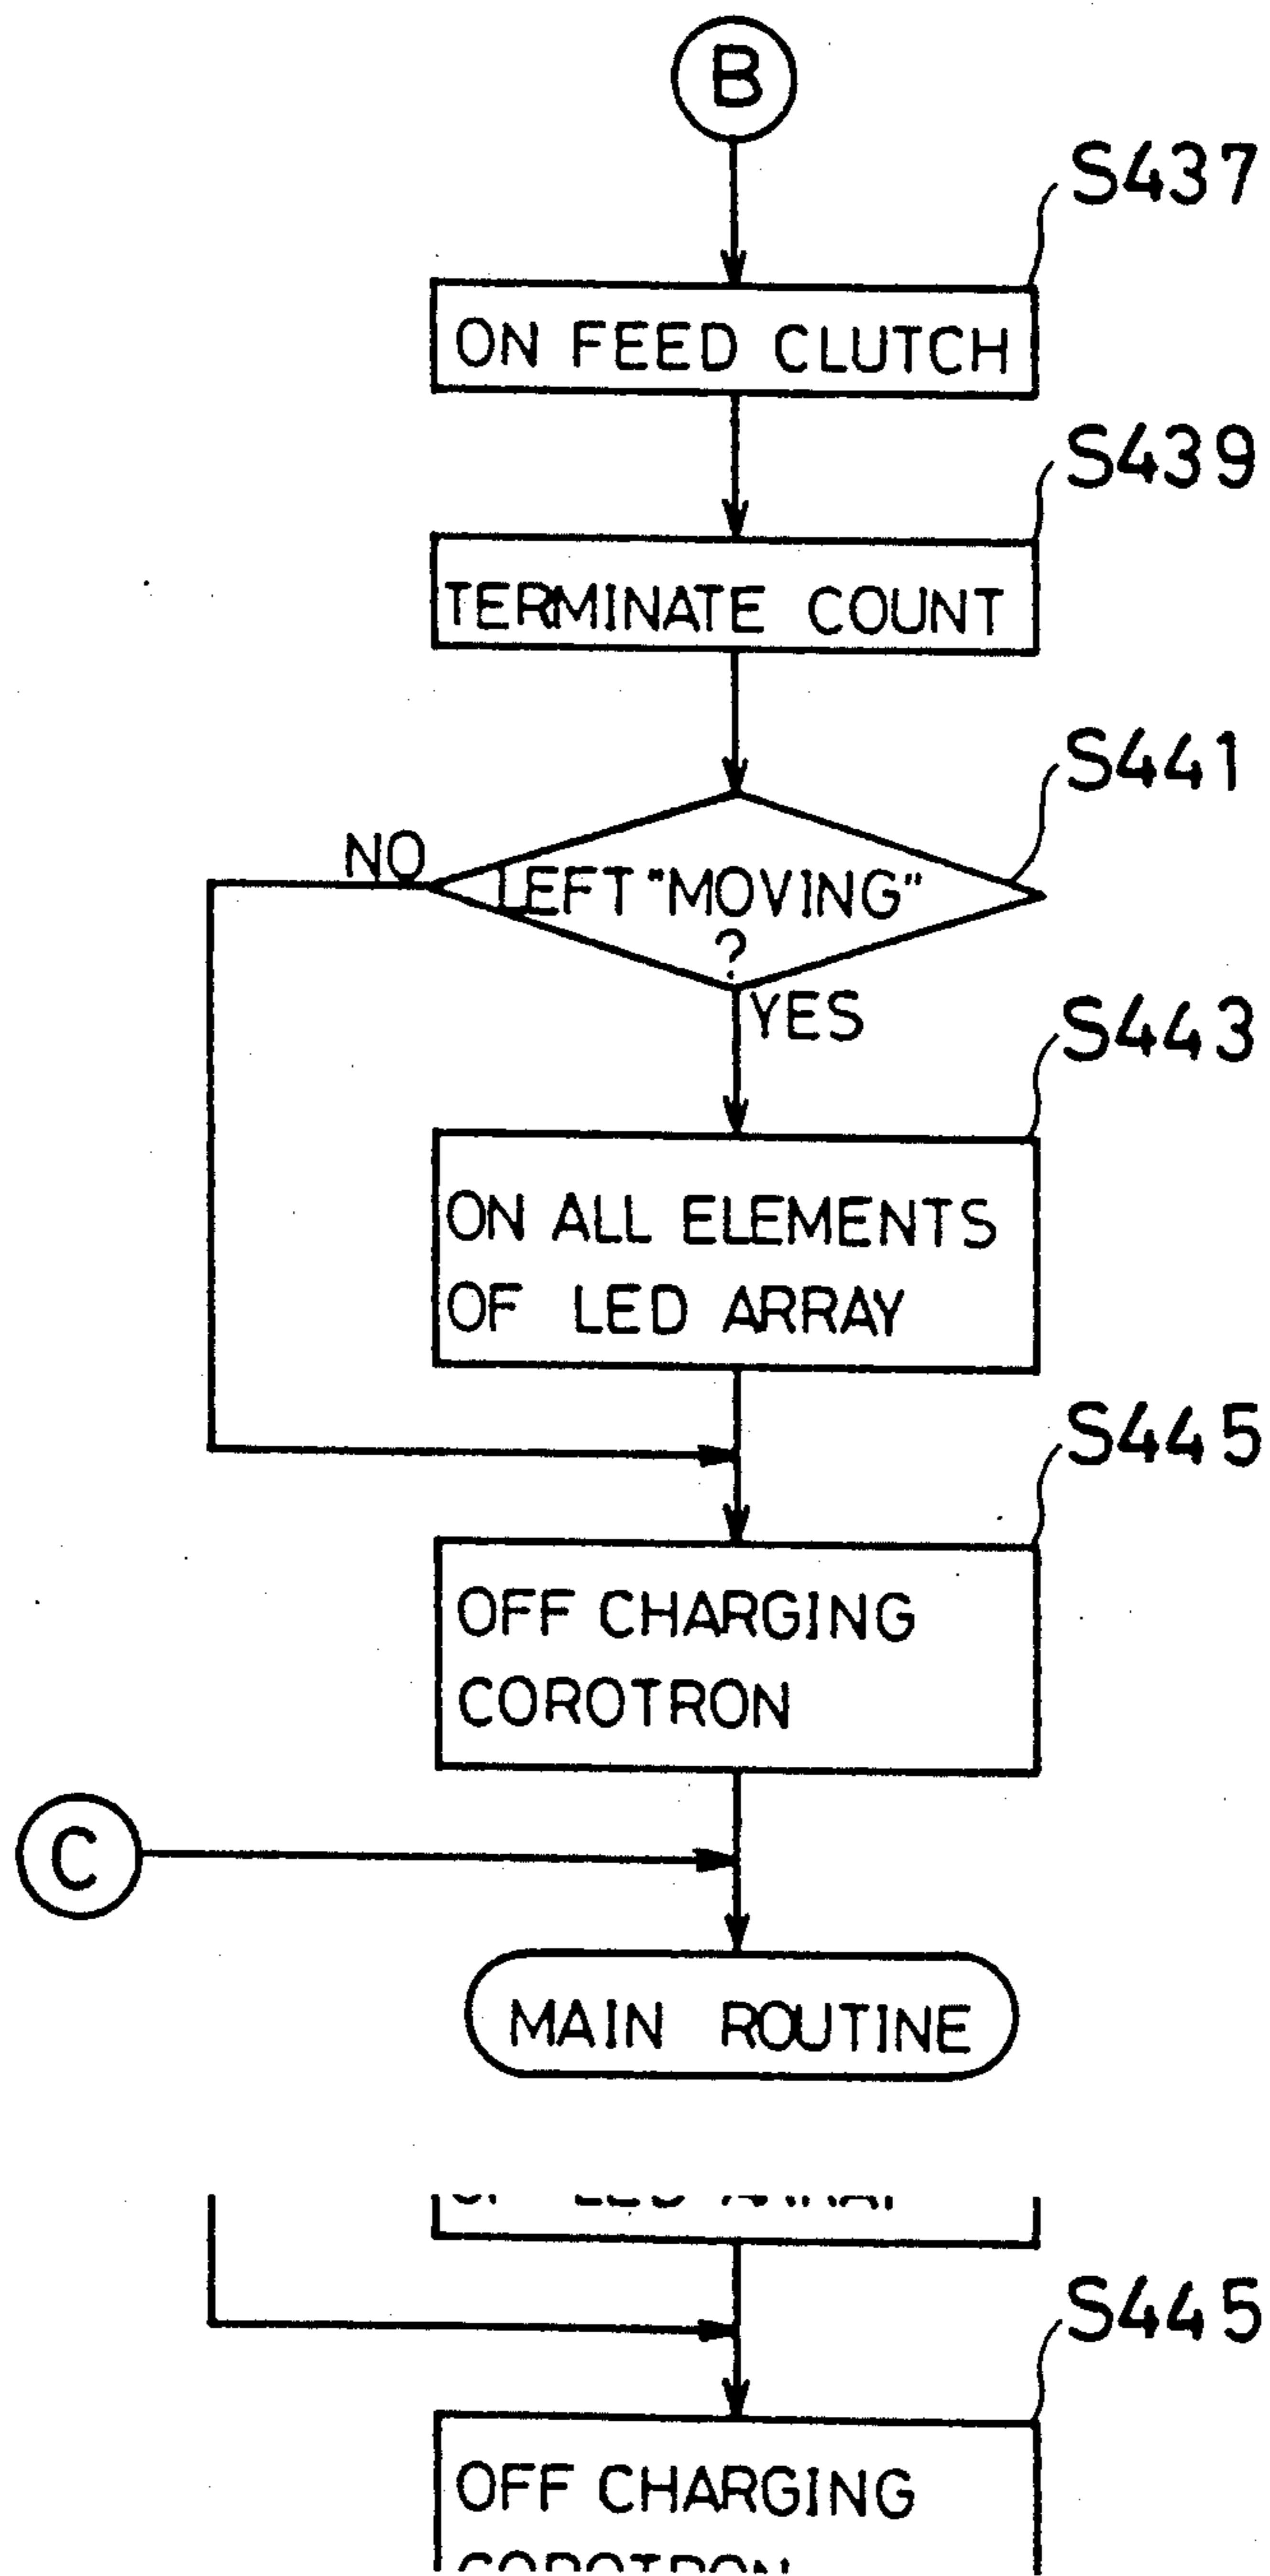 B
S437
ON FEED CLUTCH
S439
TERMINATE COUNT
S441
NO
LEFT "MOVING"
?
YES
S443
ON ALL ELEMENTS
OF LED ARRAY
S445
OFF CHARGING
COROTRON
C
MAIN ROUTINE
S445
OFF CHARGING